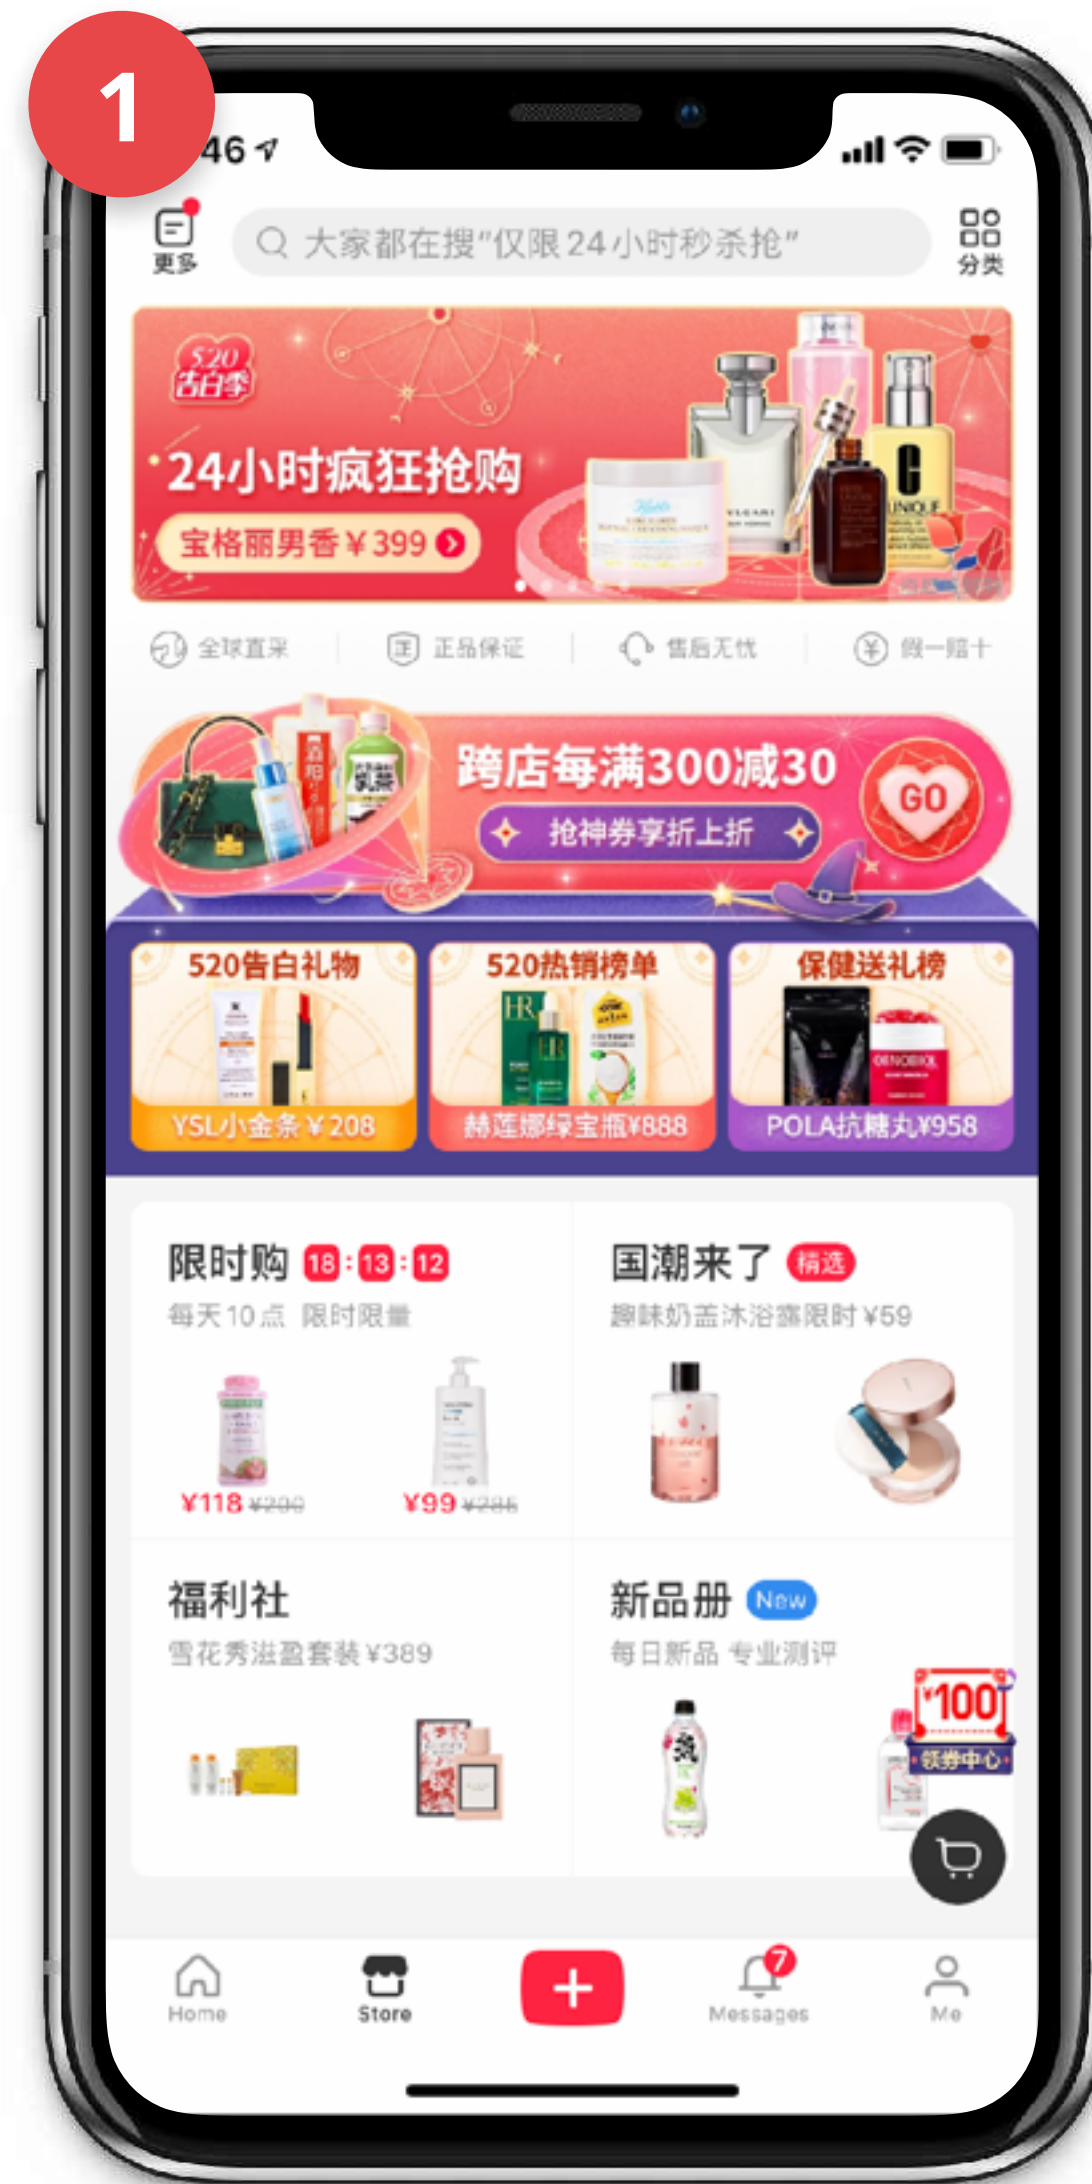 1
46
更多
大家都在搜"仅限24小时秒杀抢"
分类
520
告白季
24小时疯狂抢购
宝格丽男香¥399
Kiehl's
BVLGARI
全球直采
正品保证
售后无忧
假一赔十
跨店每满300减30
抢神券享折上折
GO
乳茶
520告白礼物
520热销榜单
保健送礼榜
HR
HR
YSL小金条¥208
赫莲娜绿宝瓶¥888
POLA抗糖丸¥958
限时购 18:13:12
每天10点 限时限量
国潮来了 精选
趣味奶盖沐浴露限时¥59
¥118 ¥200
¥99 ¥285
福利社
雪花秀滋盈套装¥389
新品册 New
每日新品 专业测评
¥100
领券中心
Home
Store
7
Messages
Me